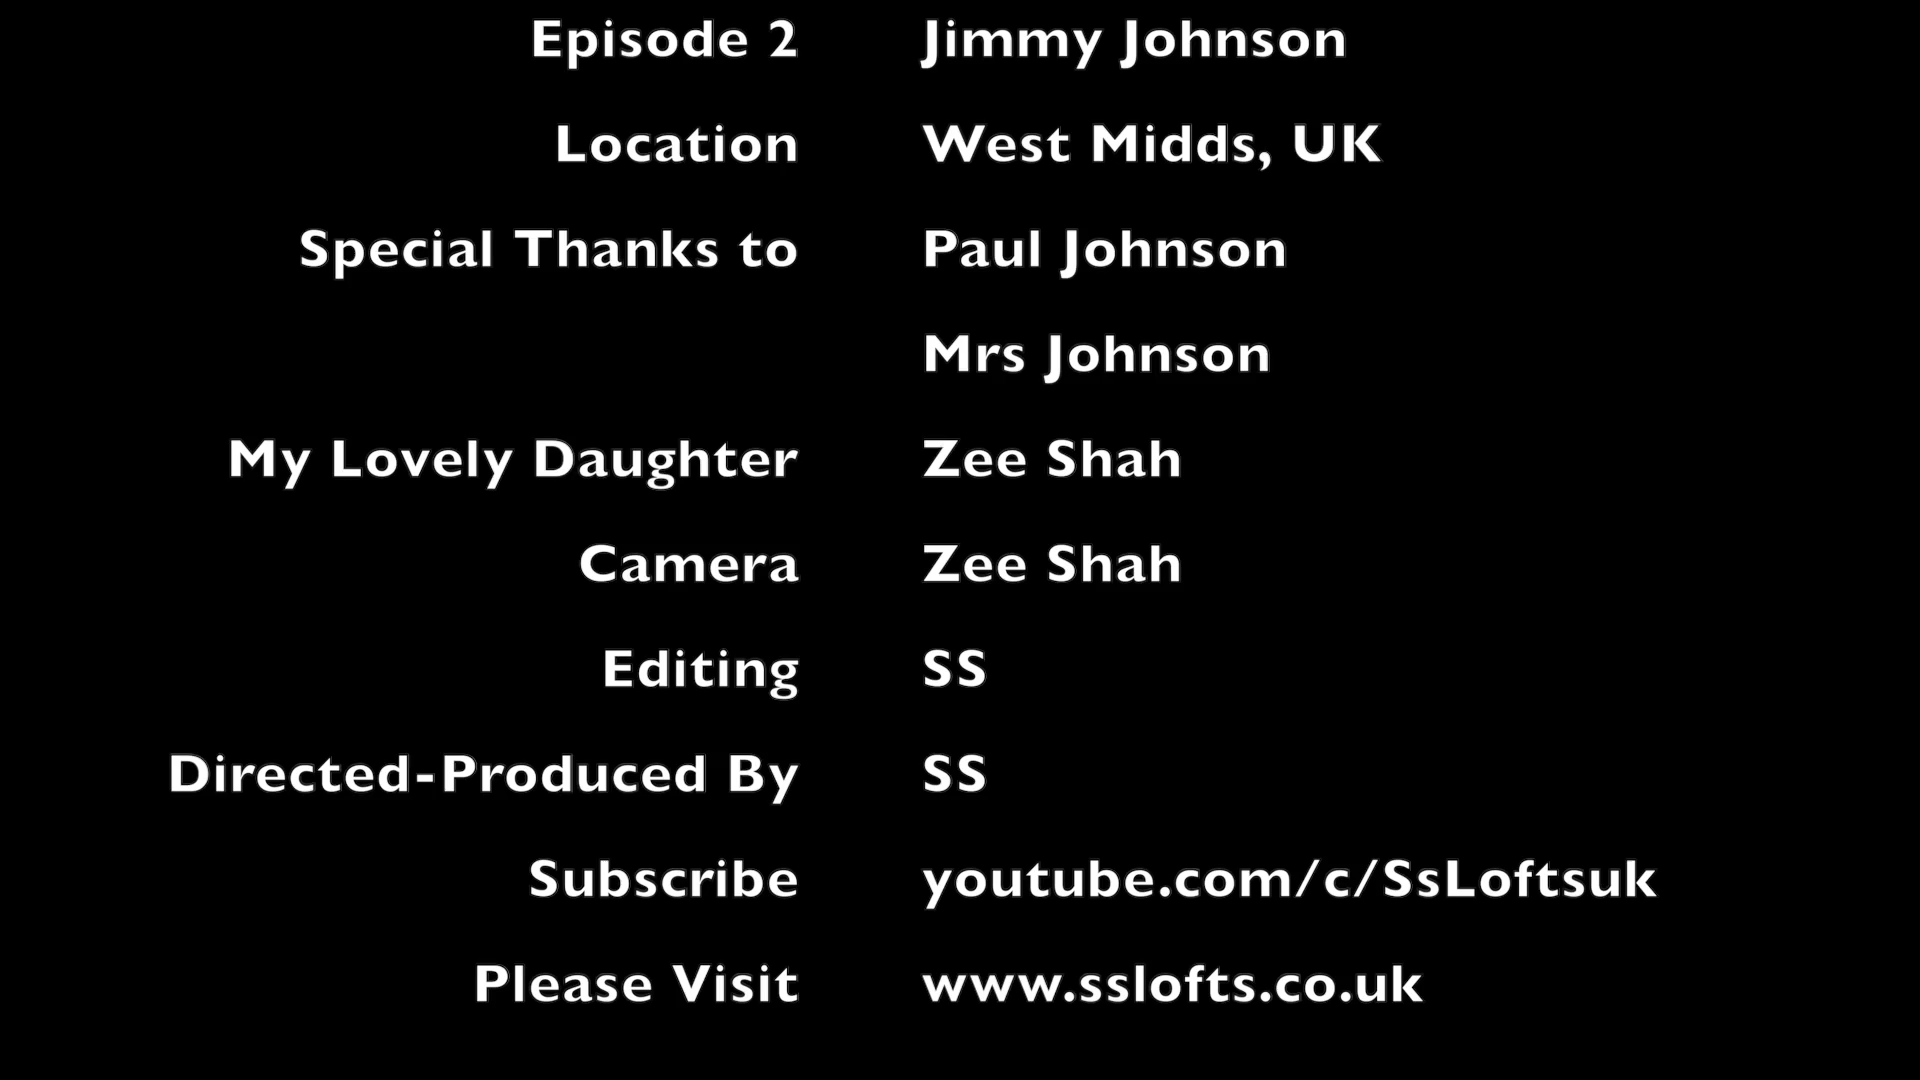 Episode 2 Jimmy Johnson
Location West Midds, UK
Special Thanks to Paul Johnson
Mrs Johnson
My Lovely Daughter Zee Shah
Camera Zee Shah
Editing SS
Directed-Produced By SS
Subscribe youtube.com/c/SsLoftsuk
Please Visit www.sslofts.co.uk